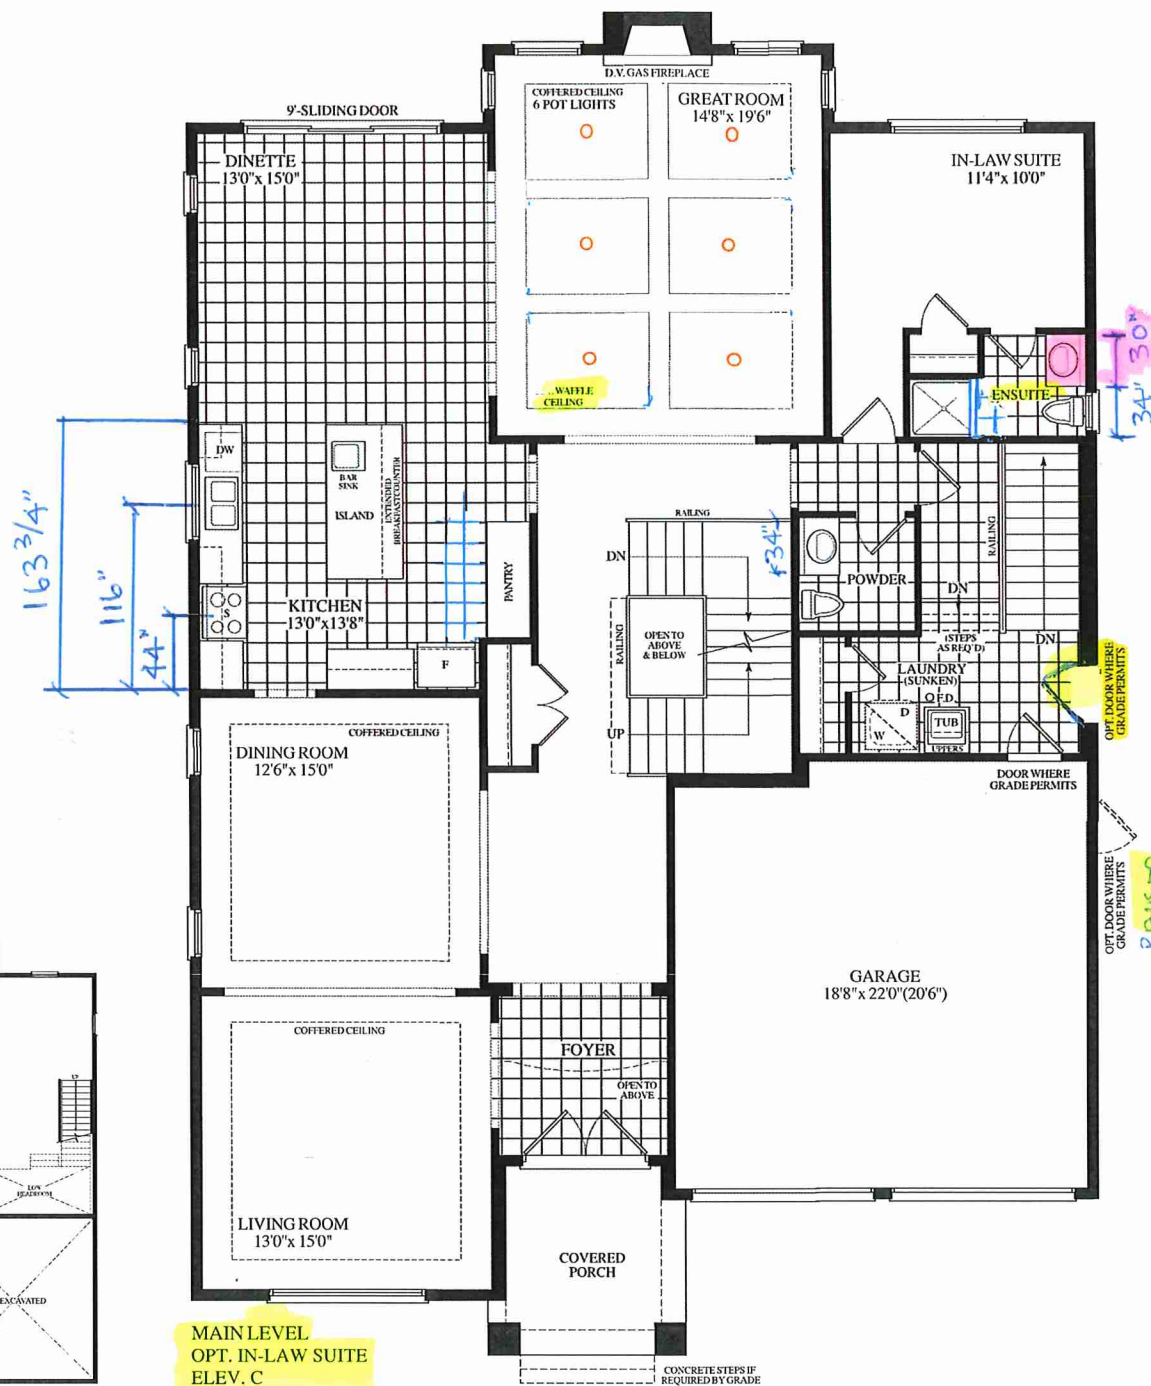 D.V. GAS FIREPLACE
COFFERED CEILING
6 POT LIGHTS
GREAT ROOM
14'8" x 19'6"
9'-SLIDING DOOR
DINETTE
13'0" x 15'0"
IN-LAW SUITE
11'4" x 10'0"
30"
34"
ENSUITE
..WAFFLE
CEILING
DW
BAR
SINK
ISLAND
EXTENDED
BREAKFAST COUNTER
163 3/4"
116"
44"
S
KITCHEN
13'0" x 13'8"
F
PANTRY
RAILING
DN
34"
RAILING
OPEN TO
ABOVE
& BELOW
UP
POWDER
RAILING
DN
(STEPS
AS REQ'D)
DN
LAUNDRY
(SUNKEN)
O F.D.
D
W
TUB
UPPERS
OPT. DOOR WHERE
GRADE PERMITS
DOOR WHERE
GRADE PERMITS
OPT. DOOR WHERE
GRADE PERMITS
COFFERED CEILING
DINING ROOM
12'6" x 15'0"
GARAGE
18'8" x 22'0" (20'6")
COFFERED CEILING
FOYER
OPEN TO
ABOVE
LIVING ROOM
13'0" x 15'0"
COVERED
PORCH
UP
LOW
HEADROOM
EXCAVATED
MAIN LEVEL
OPT. IN-LAW SUITE
ELEV. C
CONCRETE STEPS IF
REQUIRED BY GRADE